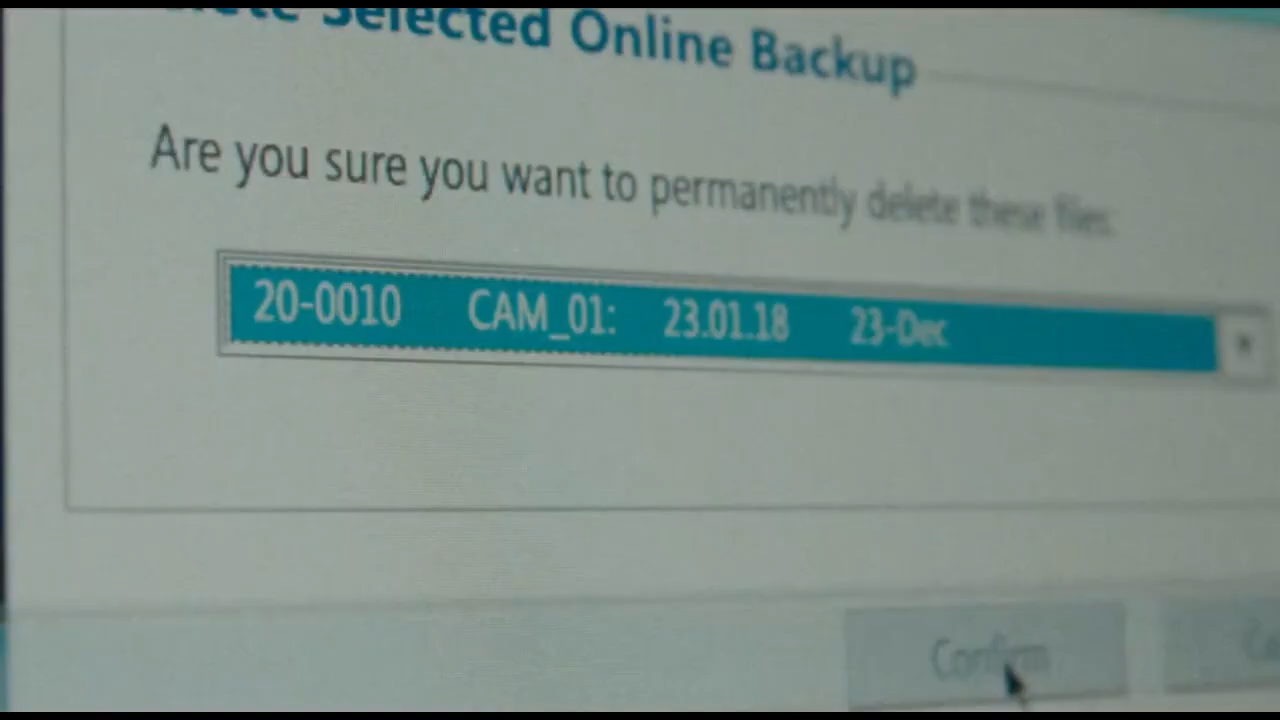 Selected Online Backup
Are you sure you want to permanently delete these files.
20-0010 CAM_01: 23.01.18 23-Dec
Confirm